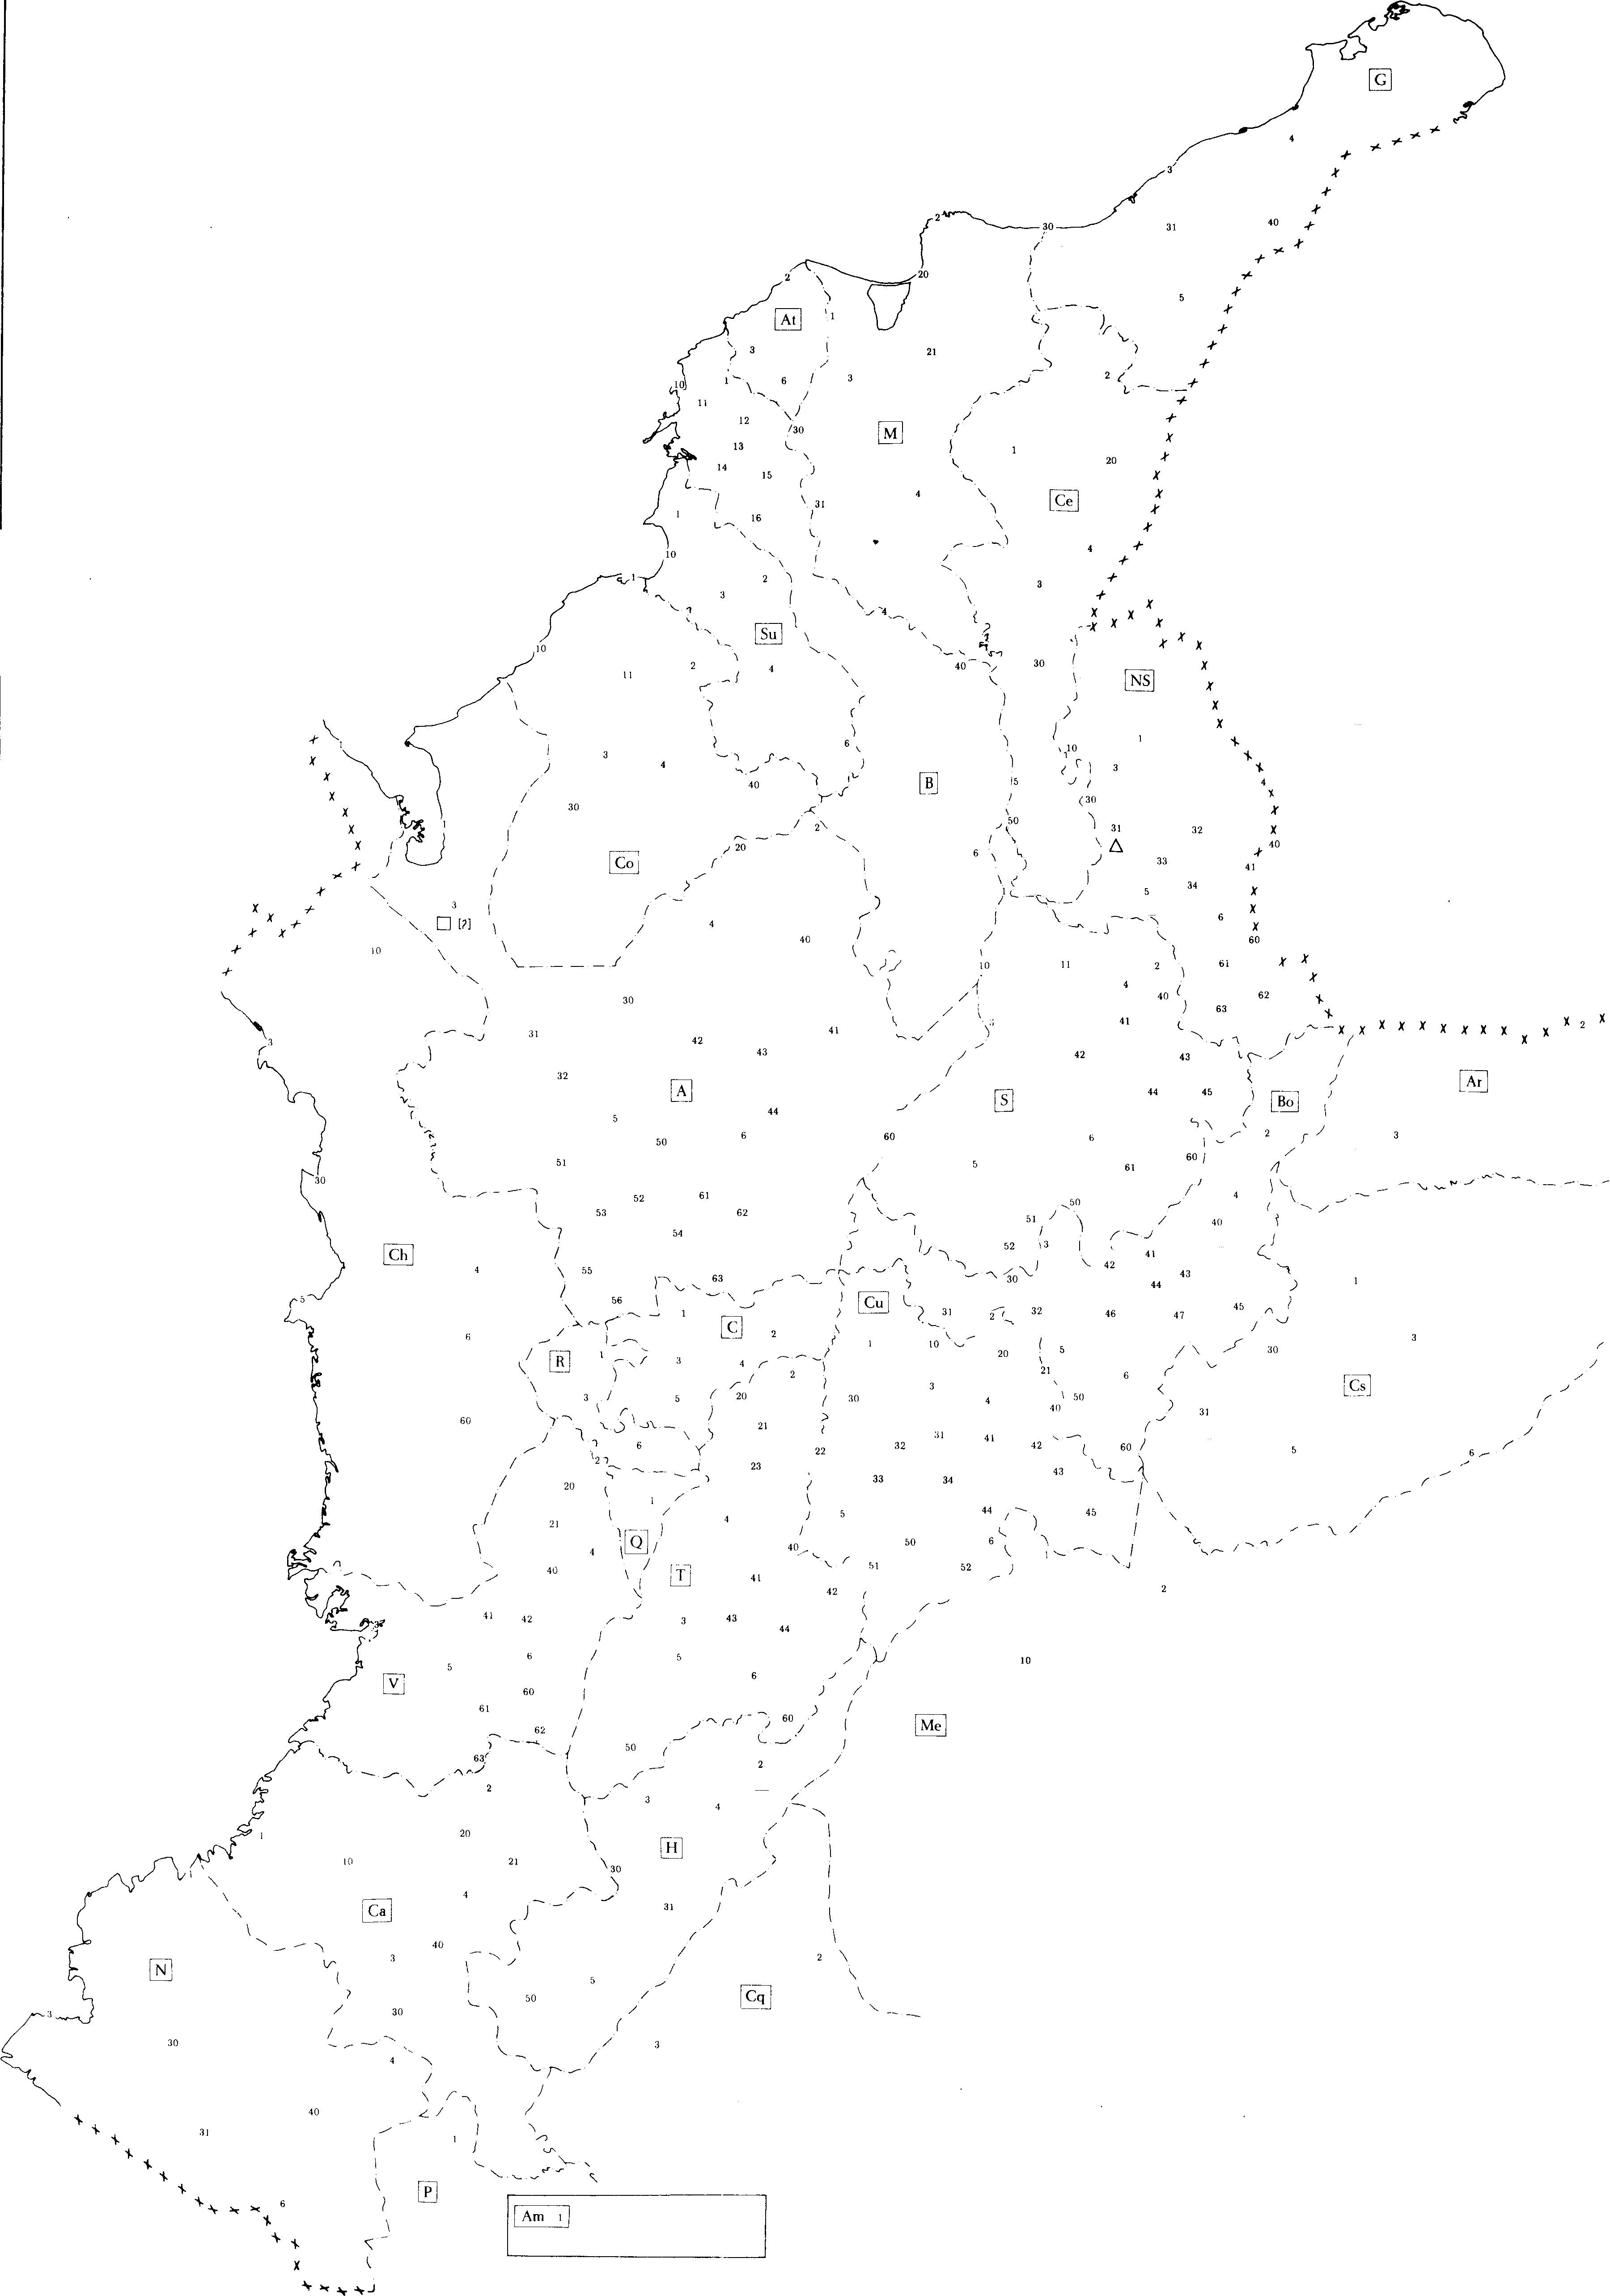 G
4
3
2 30 31 40
2 20
5
At 1
3 21
10 1 6 3 2
11
12 30 M
13 1 20
14 15
4 Ce
1 16 31
10 4
1 2 3
3 4
Su
10 40 30
2 4
11 NS
1
6 10
3 4 3
40 B 5 4
30 30
2 50 31 32
20 6 40
Co 33 41
34
5
3
[?] 4 6
40 60
10 10 11 2 61
4 40 62
30 63
41
31 41
3 42
43 42 43
32 Ar
A 44 45
44 S Bo
5
50 6 60 6 2 3
51 5 61 60
30 52 61 4
53 62 50
54 51 40
Ch 52 3 41
4 55 42 43
63 30 44
1
5 56 Cu
1 31 2 32 46 47 45
C
6 2 1 10 3
R 3 4 20 5 30
2 21 6
3 5 20 3 Cs
30 4 50
60 21 40 31
31 41
6 22 32 42 60 5 6
2 23
20 33 34 43
1
21 4 5 44 45
4 Q 40 50 6
40 T 41 51 52
42 2
41 42 3 43
44
6 5
5 10
V 6
60
61
62 60 Me
50
63 2
2
3 4
1 20
10 21 H
30
4
Ca 31
40
3 2
N
5
50 Cq
3 30
30 3
4
40
31
1
P
6
Am 1